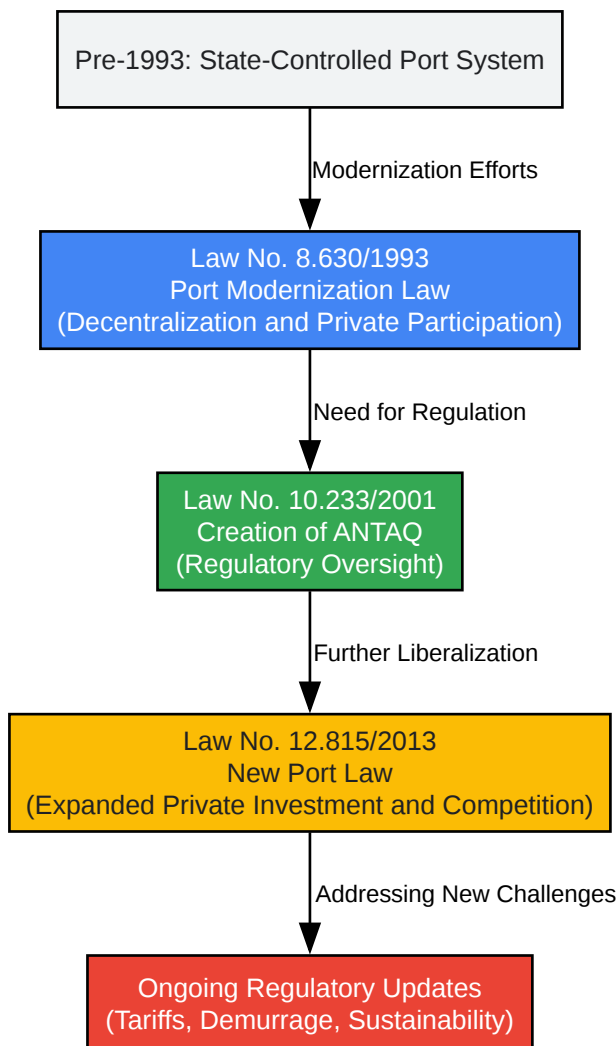 Pre-1993: State-Controlled Port System
Modernization Efforts
Law No. 8.630/1993
Port Modernization Law
(Decentralization and Private Participation)
Need for Regulation
Law No. 10.233/2001
Creation of ANTAQ
(Regulatory Oversight)
Further Liberalization
Law No. 12.815/2013
New Port Law
(Expanded Private Investment and Competition)
Addressing New Challenges
Ongoing Regulatory Updates
(Tariffs, Demurrage, Sustainability)